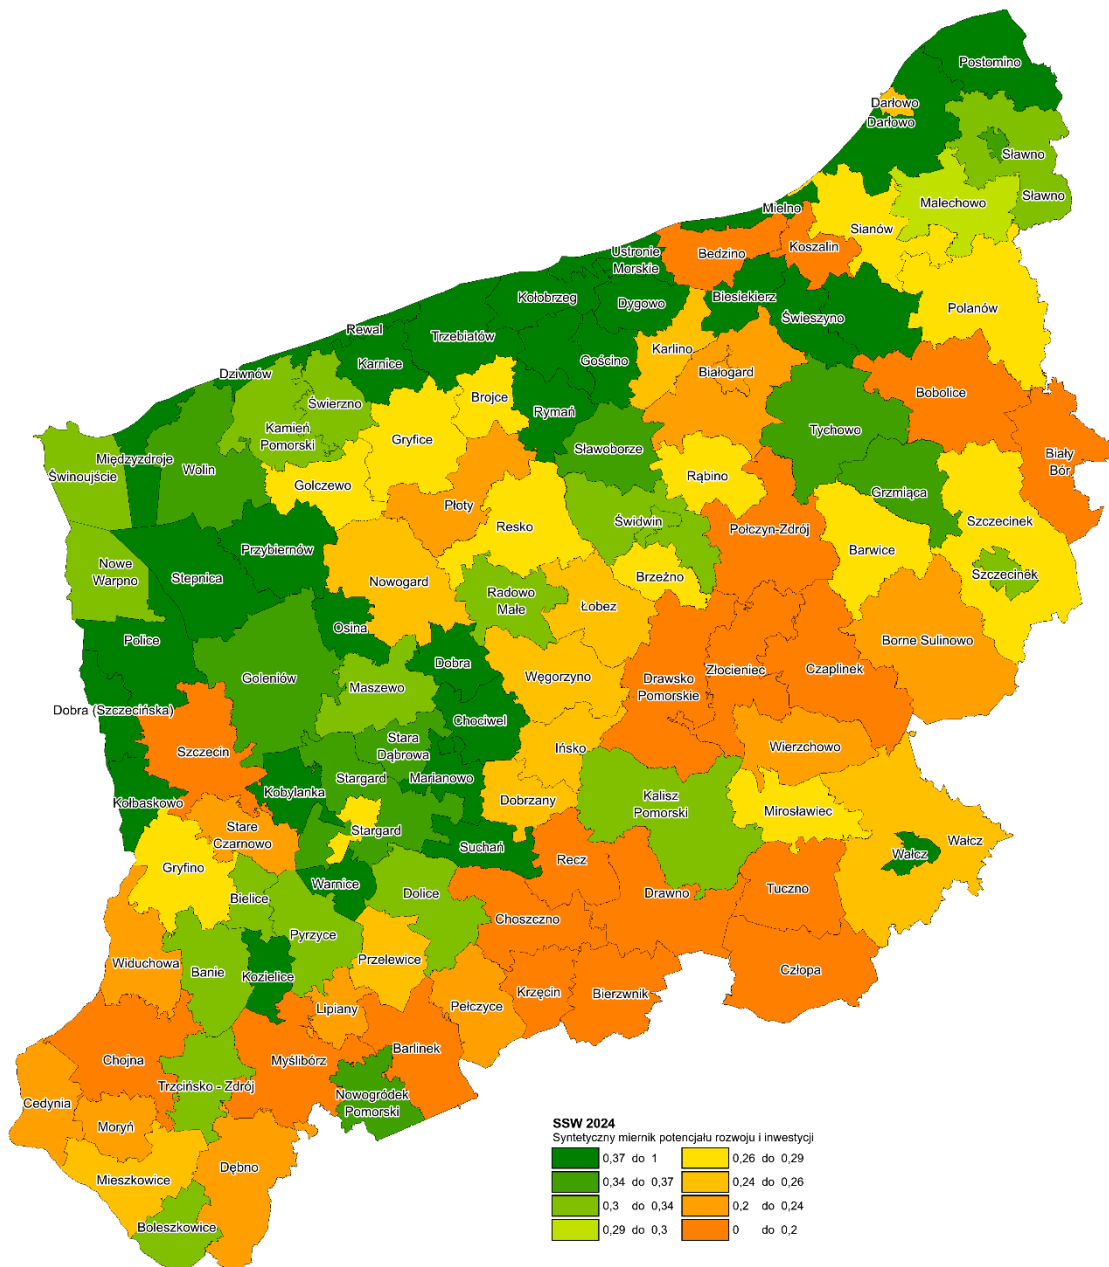 Postomino
Darłowo
Darłowo
Sławno
Sławno
Malechowo
Mielno
Sianów
Koszalin
Bedzino
Ustronie
Morskie
Polanów
Kołobrzeg
Dygowo
Biesiekierz
Świeszyno
Rewal
Trzebiatów
Karnice
Gościno
Karlino
Białogard
Bobolice
Dziwnów
Świerzno
Brojce
Rymań
Kamień
Pomorski
Gryfice
Sławoborze
Tychowo
Biały
Bór
Międzyzdroje
Wolin
Świnoujście
Golczewo
Rąbino
Grzmiąca
Płoty
Resko
Świdwin
Połczyn-Zdrój
Szczecinek
Barwice
Przybiernów
Nowe
Warpno
Stepnica
Nowogard
Brzeżno
Szczecinek
Radowo
Małe
Łobez
Osina
Police
Dobra
Borne Sulinowo
Goleniów
Maszewo
Węgorzyno
Drawsko
Pomorskie
Złocieniec
Czaplinek
Dobra (Szczecińska)
Chociwel
Szczecin
Stara
Dąbrowa
Ińsko
Wierzchowo
Stargard
Marianowo
Kobylanka
Kołbaskowo
Dobrzany
Kalisz
Pomorski
Mirosławiec
Stare
Czarnowo
Stargard
Suchań
Wałcz
Wałcz
Gryfino
Recz
Warnice
Bielice
Dolice
Drawno
Tuczno
Choszczno
Pyrzyce
Widuchowa
Banie
Kozielice
Przelewice
Człopa
Krzęcin
Bierzwnik
Lipiany
Pełczyce
Chojna
Myślibórz
Barlinek
Trzcińsko - Zdrój
Nowogródek
Pomorski
Cedynia
Moryń
Dębno
Mieszkowice
Boleszkowice
SSW 2024
Syntetyczny miernik potencjału rozwoju i inwestycji
0,37 do 1
0,26 do 0,29
0,34 do 0,37
0,24 do 0,26
0,3 do 0,34
0,2 do 0,24
0,29 do 0,3
0 do 0,2